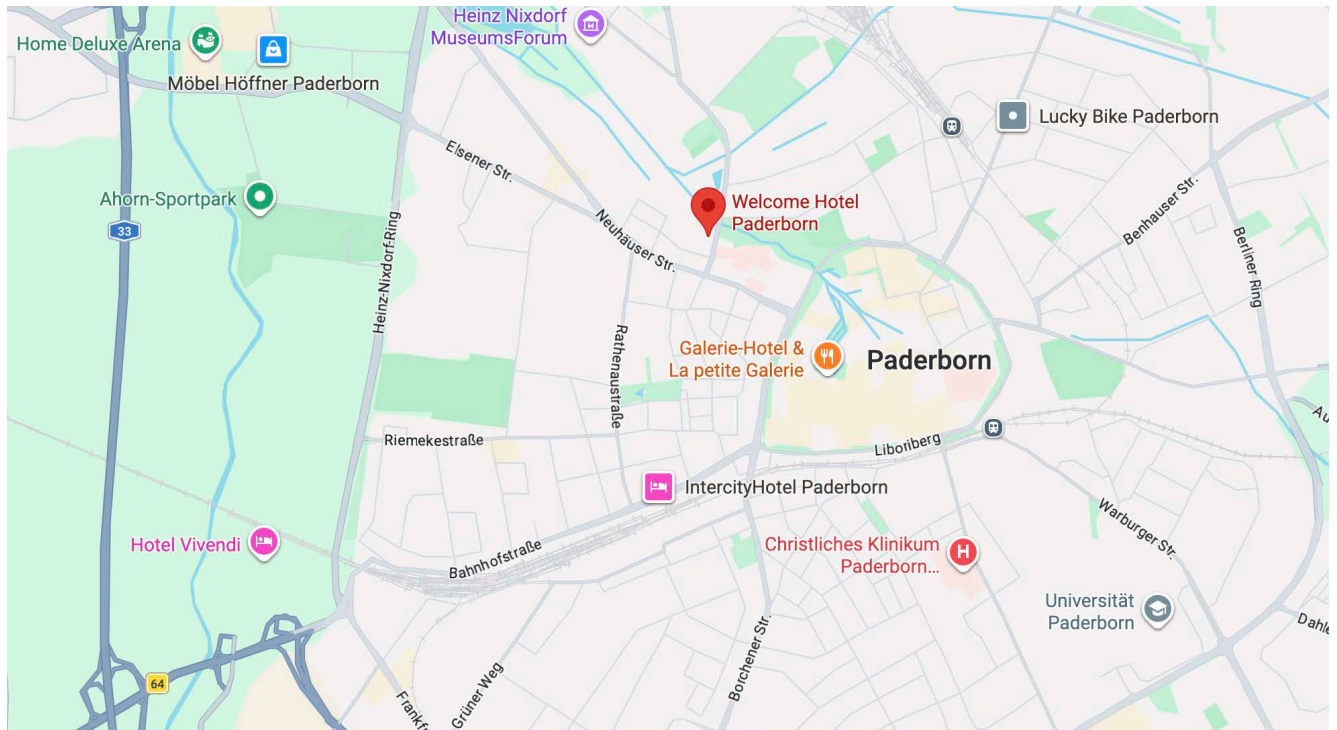 Heinz Nixdorf
MuseumsForum
Home Deluxe Arena
Möbel Höffner Paderborn
Lucky Bike Paderborn
Elsener Str.
Ahorn-Sportpark
Welcome Hotel
Paderborn
Benhauser Str.
33
Neuhäuser Str.
Heinz-Nixdorf-Ring
Berliner Ring
Rathenaustraße
Galerie-Hotel &
La petite Galerie
Paderborn
Riemekestraße
Liboriberg
IntercityHotel Paderborn
Warburger Str.
Hotel Vivendi
Bahnhofstraße
Christliches Klinikum
Paderborn...
H
Universität
Paderborn
Borchener Str.
Dahle
64
Grüner Weg
Frankf
Au